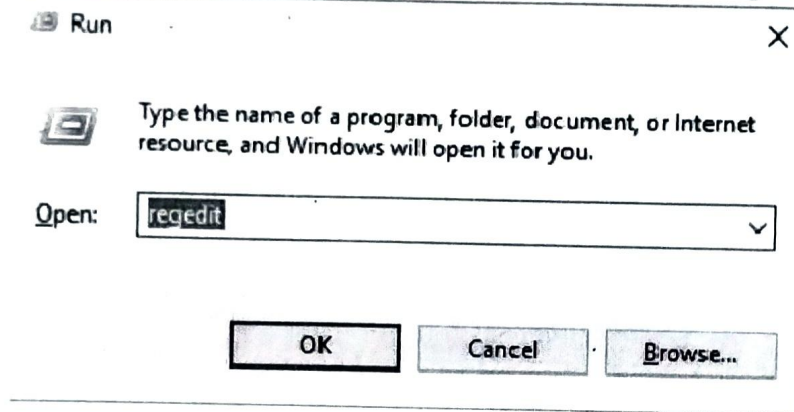 Run
Type the name of a program, folder, document, or Internet
resource, and Windows will open it for you.
Open: regedit
OK Cancel Browse...